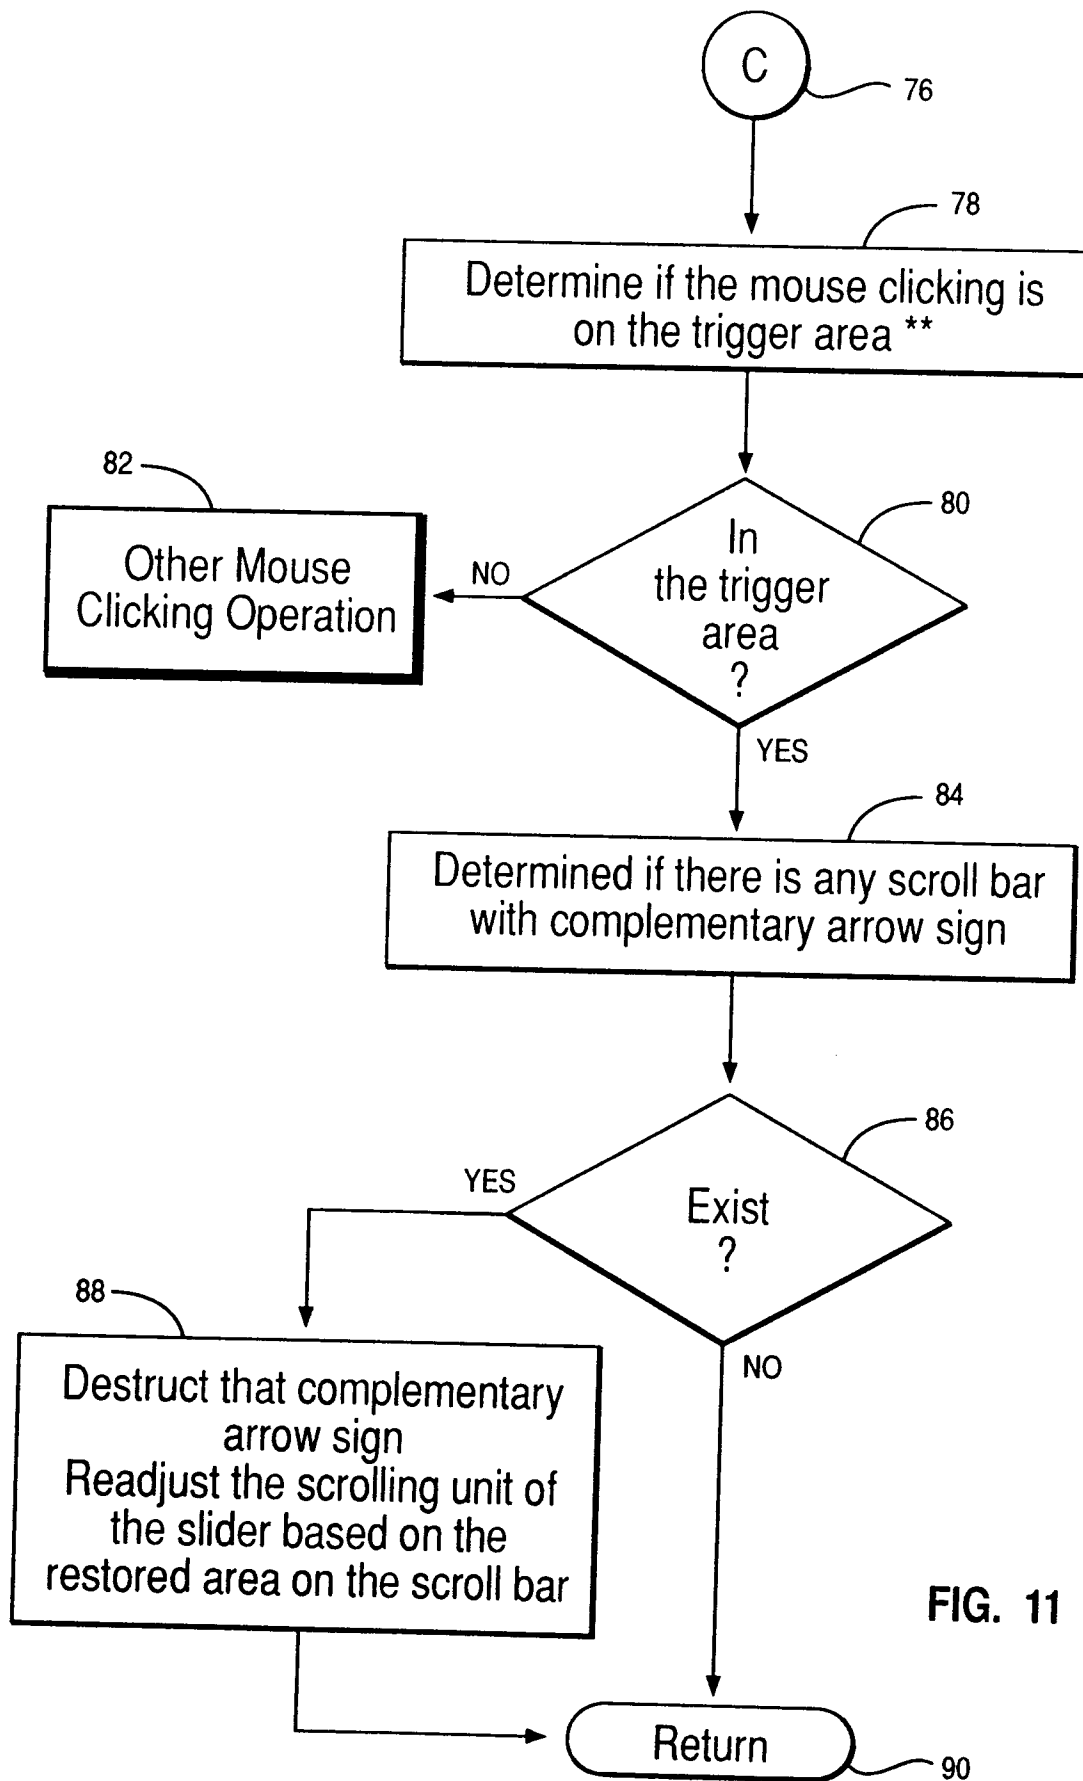 C
76
78
Determine if the mouse clicking is
on the trigger area **
82
80
Other Mouse
Clicking Operation
NO
In
the trigger
area
?
YES
84
Determined if there is any scroll bar
with complementary arrow sign
86
YES
Exist
?
88
NO
Destruct that complementary
arrow sign
Readjust the scrolling unit of
the slider based on the
restored area on the scroll bar
FIG. 11
Return
90